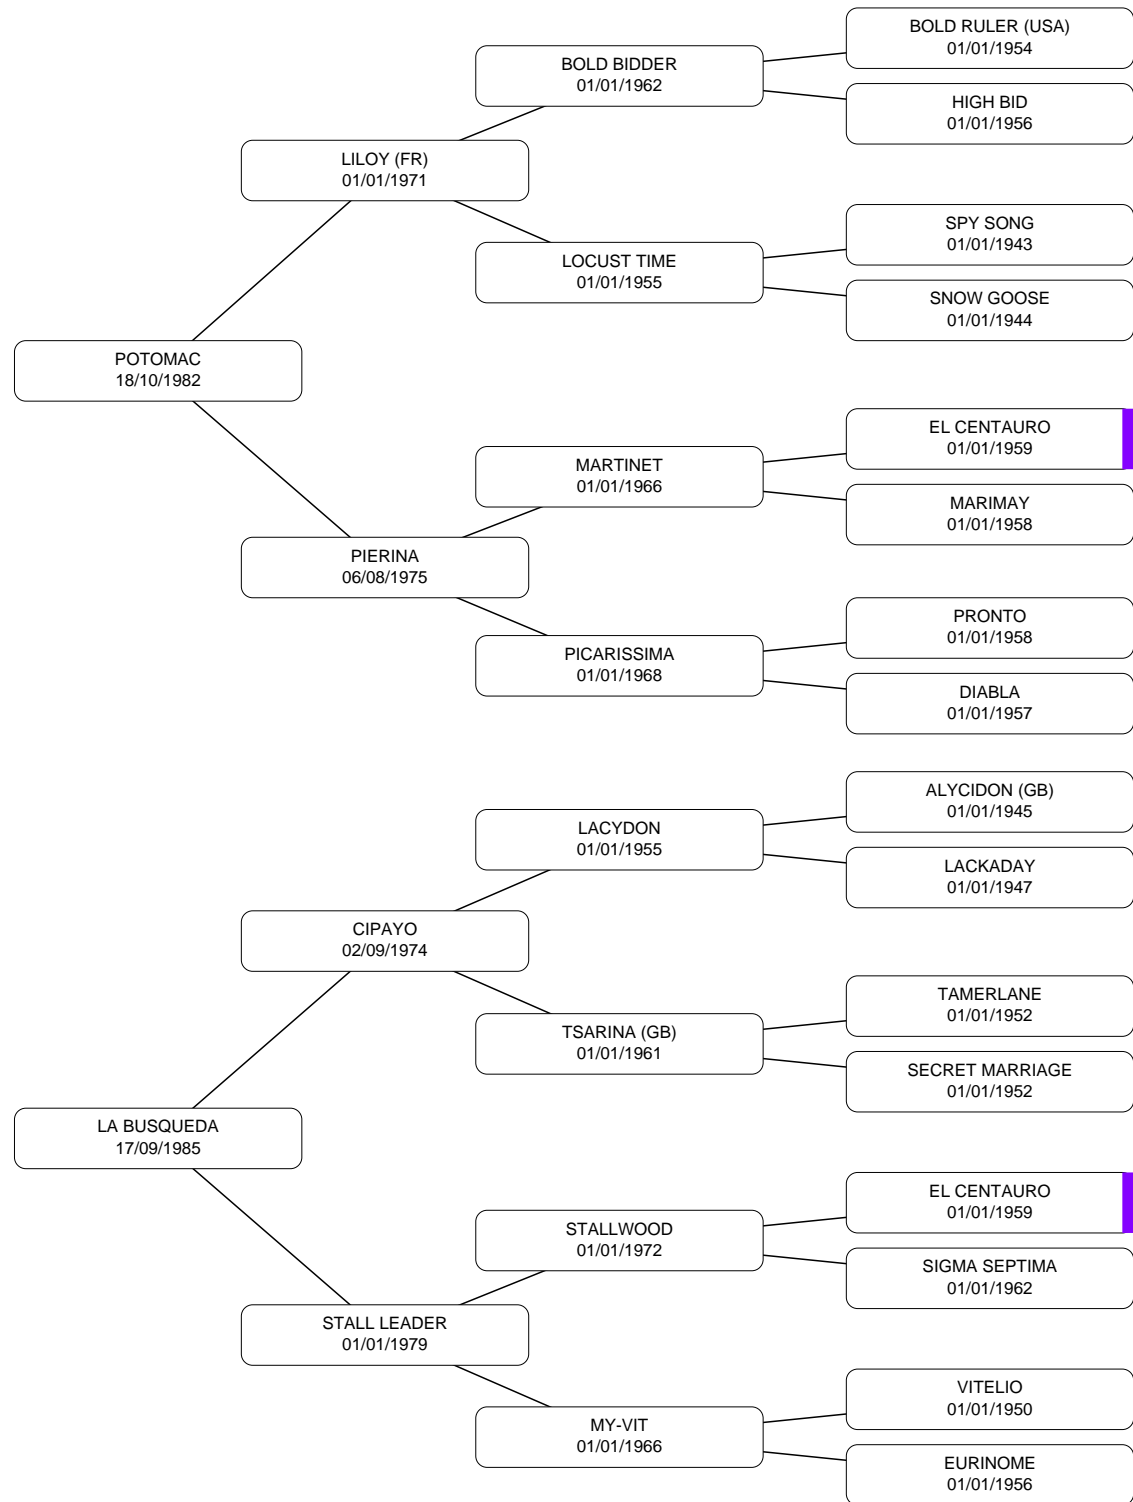 BOLD RULER (USA)
01/01/1954
BOLD BIDDER
01/01/1962
HIGH BID
01/01/1956
LILOY (FR)
01/01/1971
SPY SONG
01/01/1943
LOCUST TIME
01/01/1955
SNOW GOOSE
01/01/1944
POTOMAC
18/10/1982
EL CENTAURO
01/01/1959
MARTINET
01/01/1966
MARIMAY
01/01/1958
PIERINA
06/08/1975
PRONTO
01/01/1958
PICARISSIMA
01/01/1968
DIABLA
01/01/1957
ALYCIDON (GB)
01/01/1945
LACYDON
01/01/1955
LACKADAY
01/01/1947
CIPAYO
02/09/1974
TAMERLANE
01/01/1952
TSARINA (GB)
01/01/1961
SECRET MARRIAGE
01/01/1952
LA BUSQUEDA
17/09/1985
EL CENTAURO
01/01/1959
STALLWOOD
01/01/1972
SIGMA SEPTIMA
01/01/1962
STALL LEADER
01/01/1979
VITELIO
01/01/1950
MY-VIT
01/01/1966
EURINOME
01/01/1956